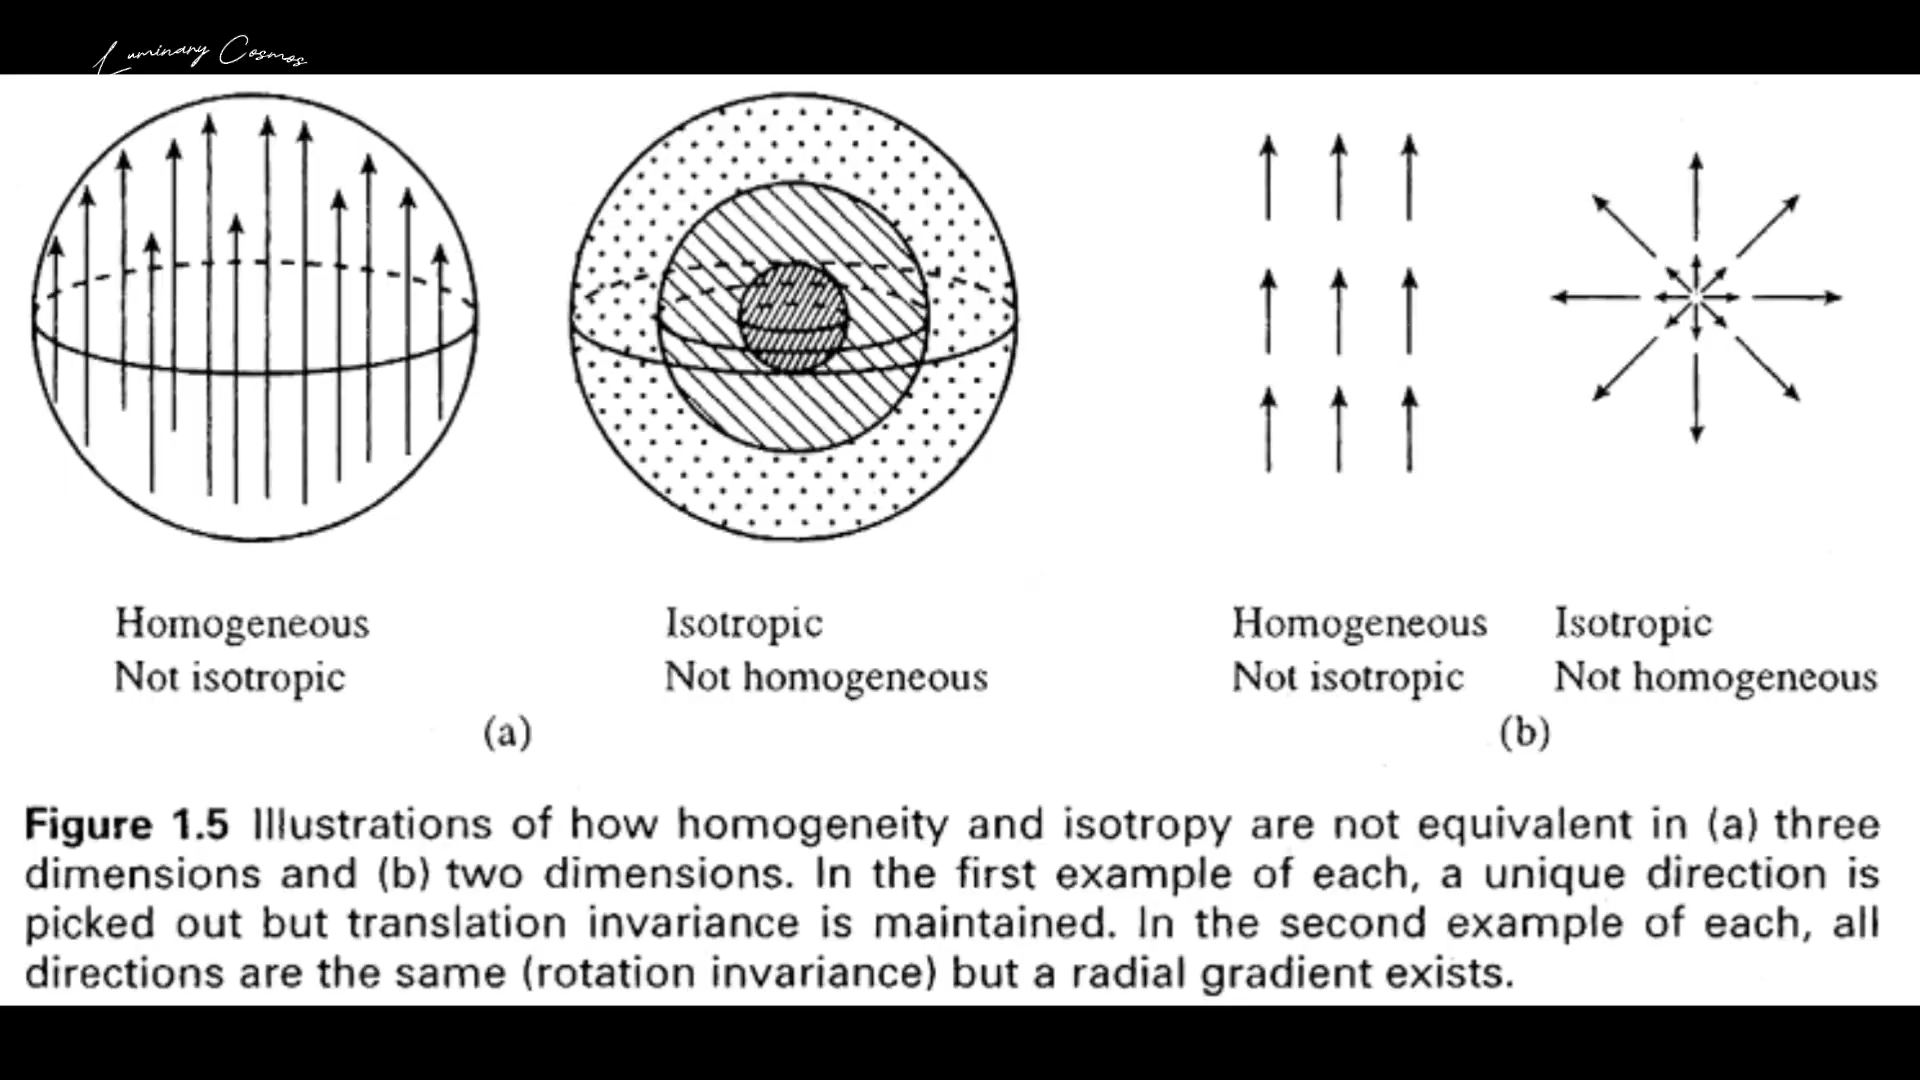 Luminary Cosmos
Homogeneous
Not isotropic
Isotropic
Not homogeneous
(a)
Homogeneous
Not isotropic
Isotropic
Not homogeneous
(b)
Figure 1.5 Illustrations of how homogeneity and isotropy are not equivalent in (a) three
dimensions and (b) two dimensions. In the first example of each, a unique direction is
picked out but translation invariance is maintained. In the second example of each, all
directions are the same (rotation invariance) but a radial gradient exists.